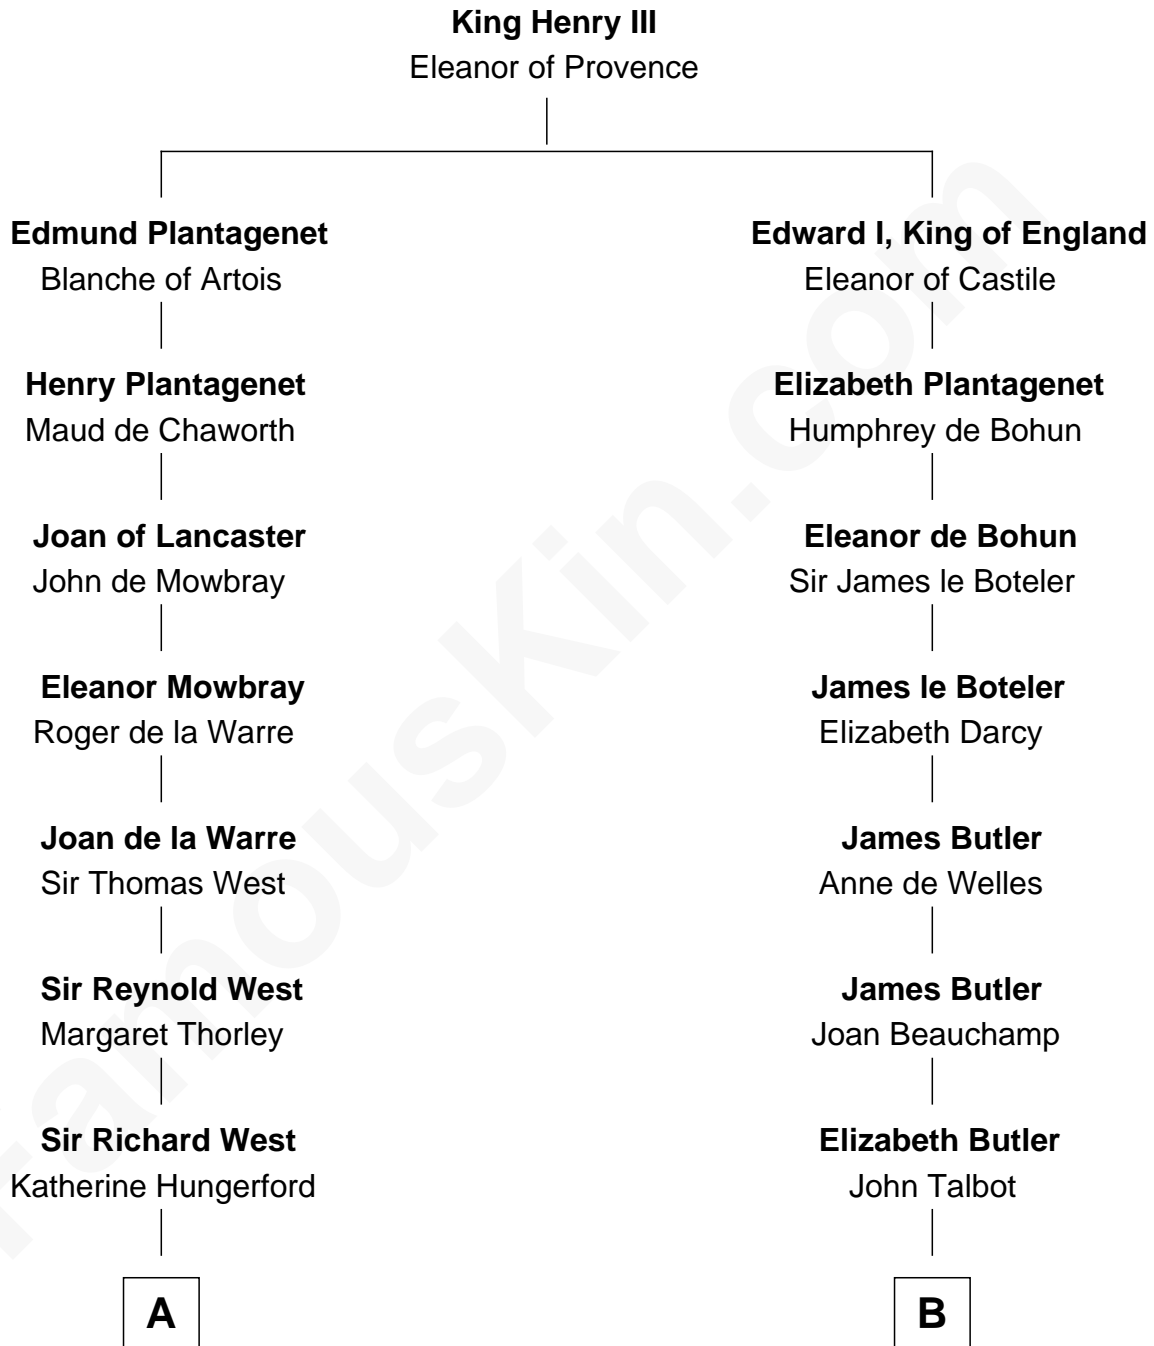 King Henry III
Eleanor of Provence
Edmund Plantagenet
Blanche of Artois
Edward I, King of England
Eleanor of Castile
Henry Plantagenet
Maud de Chaworth
Elizabeth Plantagenet
Humphrey de Bohun
Joan of Lancaster
John de Mowbray
Eleanor de Bohun
Sir James le Boteler
Eleanor Mowbray
Roger de la Warre
James le Boteler
Elizabeth Darcy
Joan de la Warre
Sir Thomas West
James Butler
Anne de Welles
Sir Reynold West
Margaret Thorley
James Butler
Joan Beauchamp
Sir Richard West
Katherine Hungerford
Elizabeth Butler
John Talbot
A
B
FamousKin.com